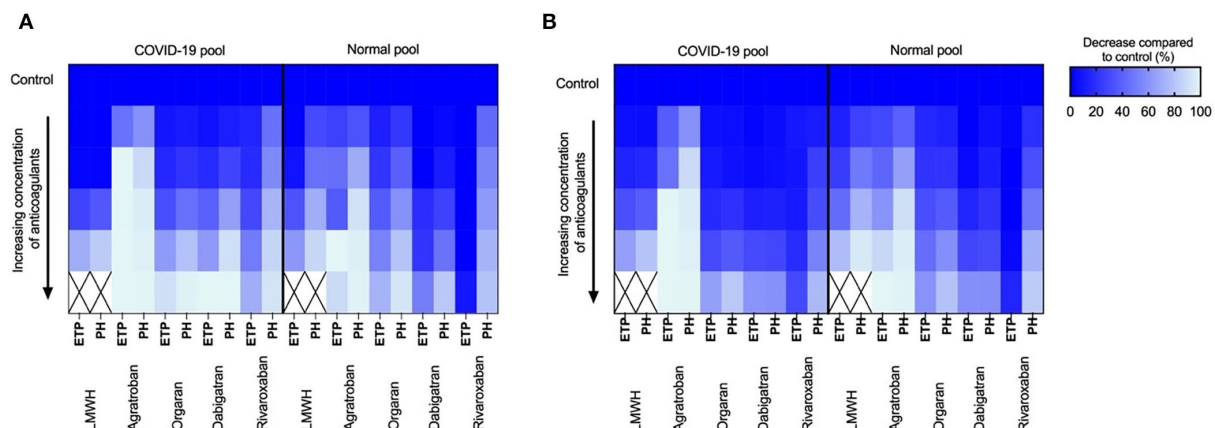 A
B
COVID-19 pool
Normal pool
COVID-19 pool
Normal pool
Decrease compared
to control (%)
0 20 40 60 80 100
Control
Control
Increasing concentration
of anticoagulants
Increasing concentration
of anticoagulants
ETP PH ETP PH ETP PH ETP PH ETP PH ETP PH ETP PH ETP PH ETP PH ETP PH
ETP PH ETP PH ETP PH ETP PH ETP PH ETP PH ETP PH ETP PH ETP PH ETP PH
LMWH Agratroban Orgaran Dabigatran Rivaroxaban LMWH Agratroban Orgaran Dabigatran Rivaroxaban
LMWH Agratroban Orgaran Dabigatran Rivaroxaban LMWH Agratroban Orgaran Dabigatran Rivaroxaban